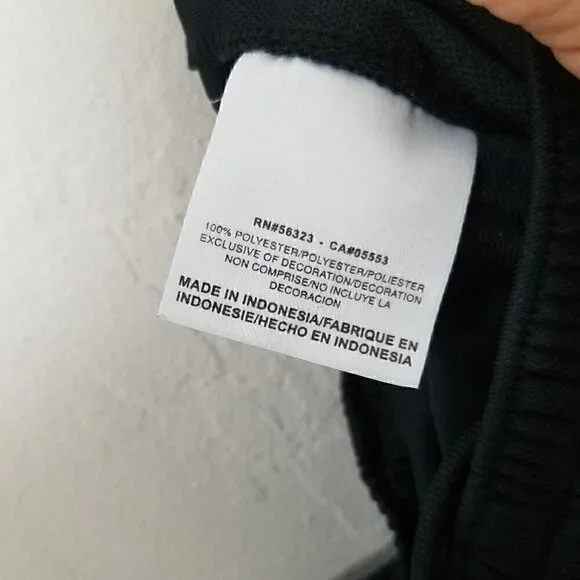 RN#56323 - CA#05553
100% POLYESTER/POLYESTER/POLIESTER
EXCLUSIVE OF DECORATION/DECORATION
NON COMPRISE/NO INCLUYE LA
DECORACION
MADE IN INDONESIA/FABRIQUE EN
INDONESIE/HECHO EN INDONESIA